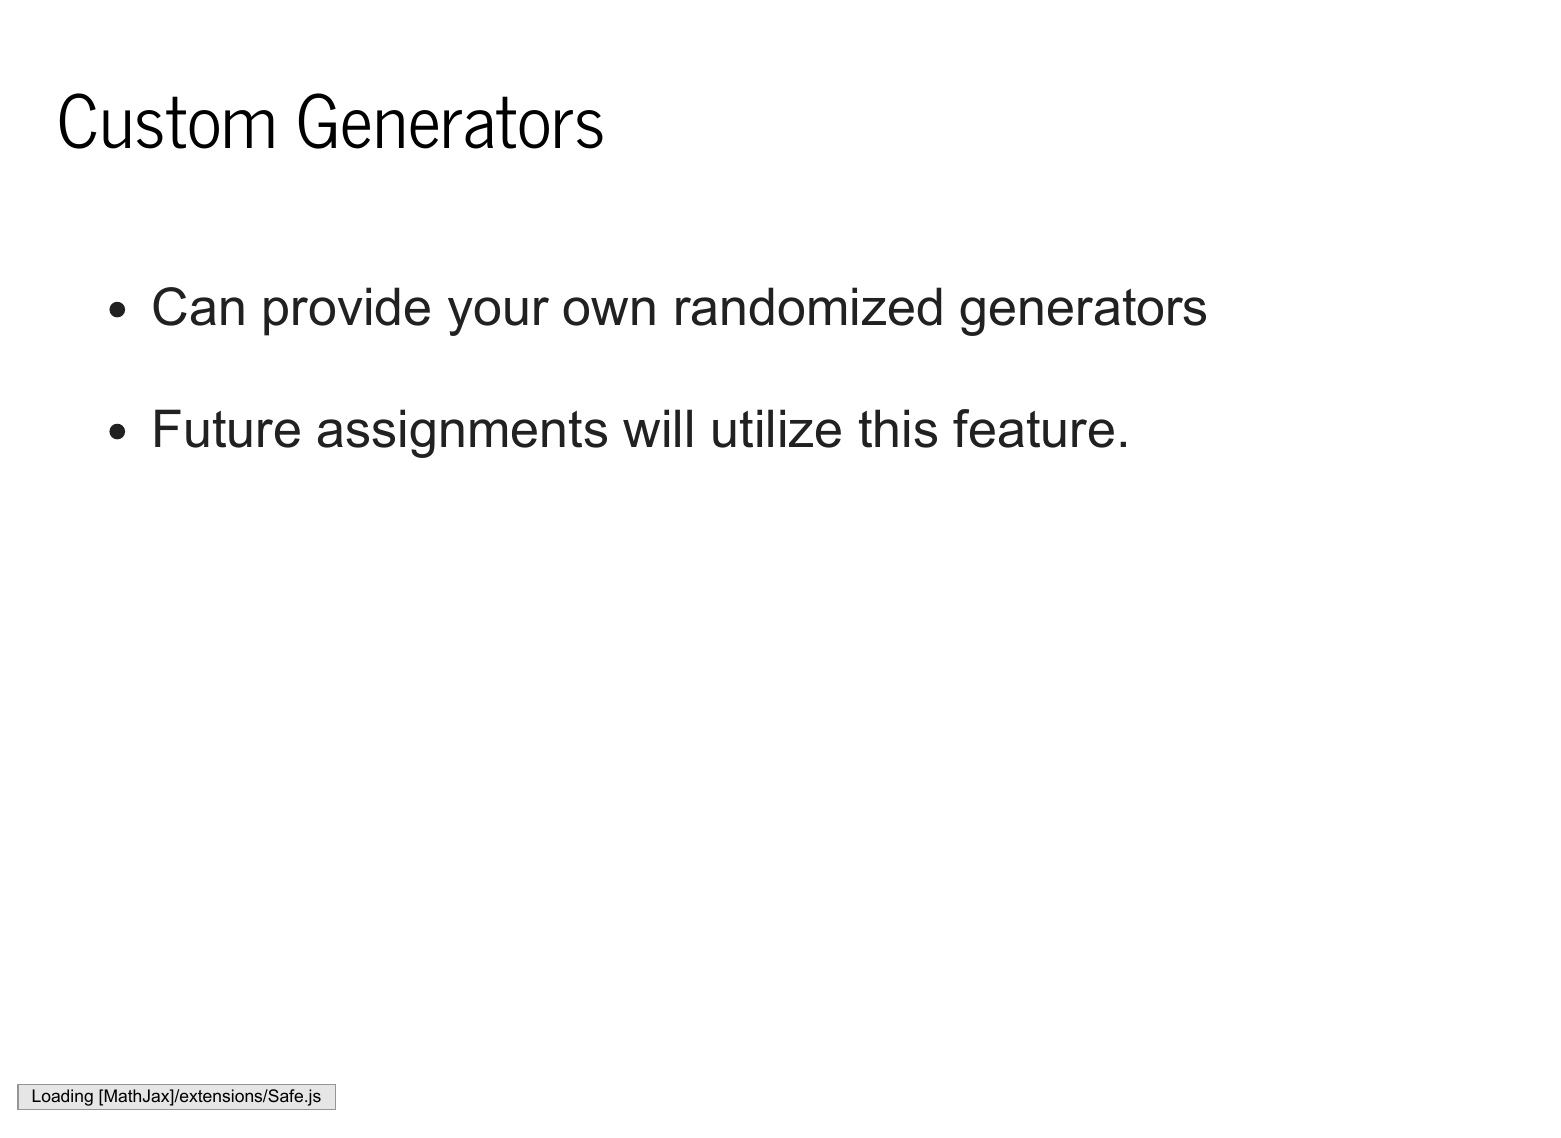 Custom Generators
• Can provide your own randomized generators
• Future assignments will utilize this feature.
Loading [MathJax]/extensions/Safe.js